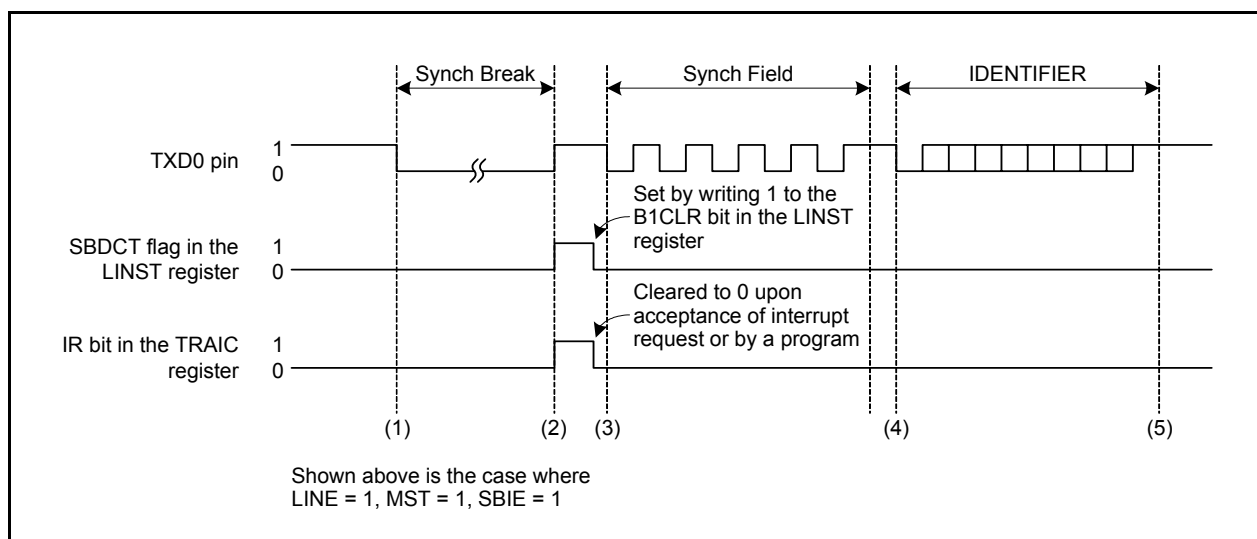 Synch Break
Synch Field
IDENTIFIER
TXD0 pin
1
0
Set by writing 1 to the
B1CLR bit in the LINST
register
SBDCT flag in the
LINST register
1
0
Cleared to 0 upon
acceptance of interrupt
request or by a program
IR bit in the TRAIC
register
1
0
(1)
(2)
(3)
(4)
(5)
Shown above is the case where
LINE = 1, MST = 1, SBIE = 1